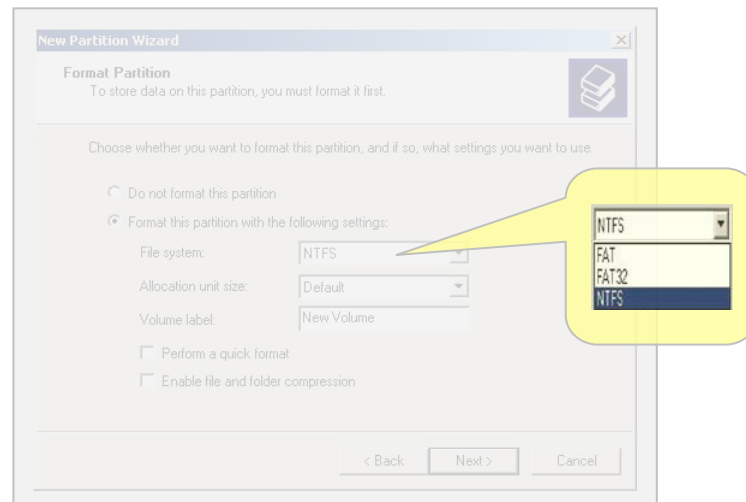 New Partition Wizard
Format Partition
To store data on this partition, you must format it first.
Choose whether you want to format this partition, and if so, what settings you want to use.
Do not format this partition
Format this partition with the following settings:
File system: NTFS
Allocation unit size: Default
Volume label: New Volume
Perform a quick format
Enable file and folder compression
< Back Next > Cancel
NTFS
FAT
FAT32
NTFS